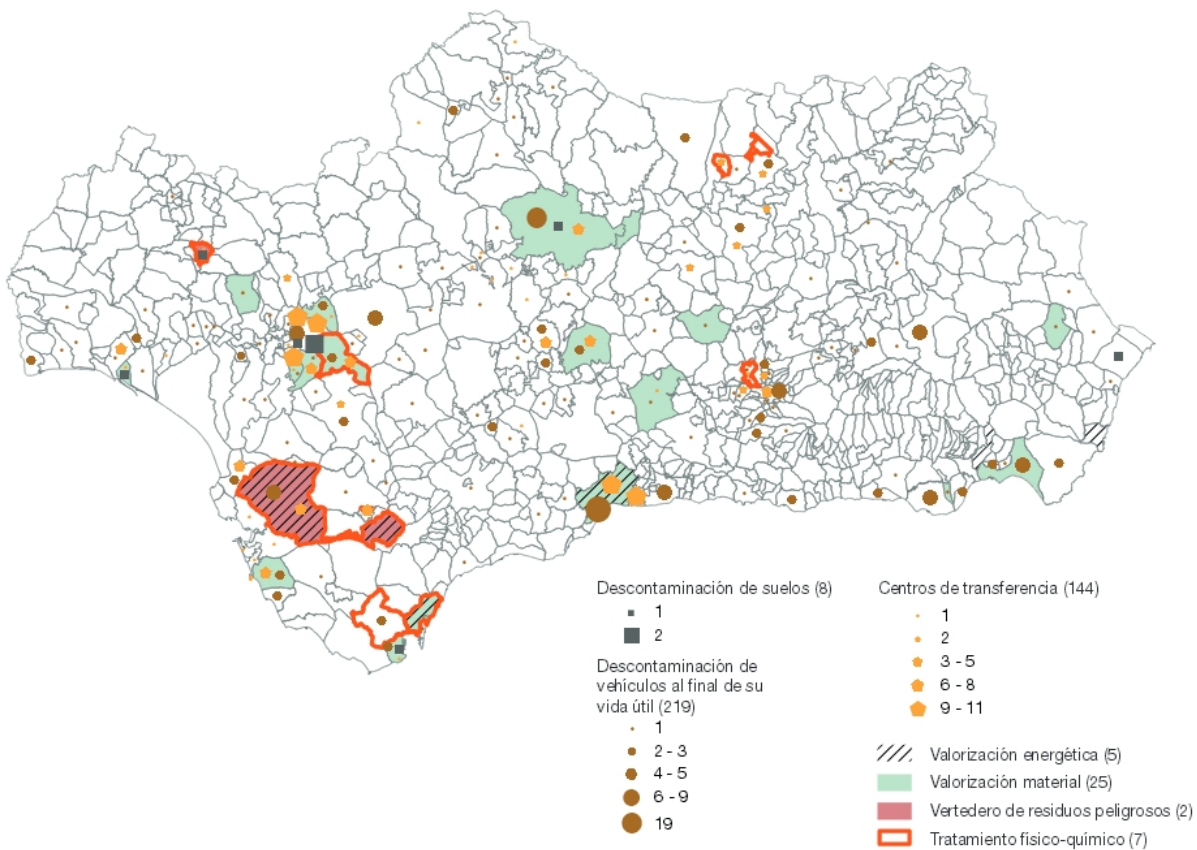 Descontaminación de suelos (8)
1
2
Descontaminación de
vehículos al final de su
vida útil (219)
1
2 - 3
4 - 5
6 - 9
19
Centros de transferencia (144)
1
2
3 - 5
6 - 8
9 - 11
Valorización energética (5)
Valorización material (25)
Vertedero de residuos peligrosos (2)
Tratamiento físico-químico (7)